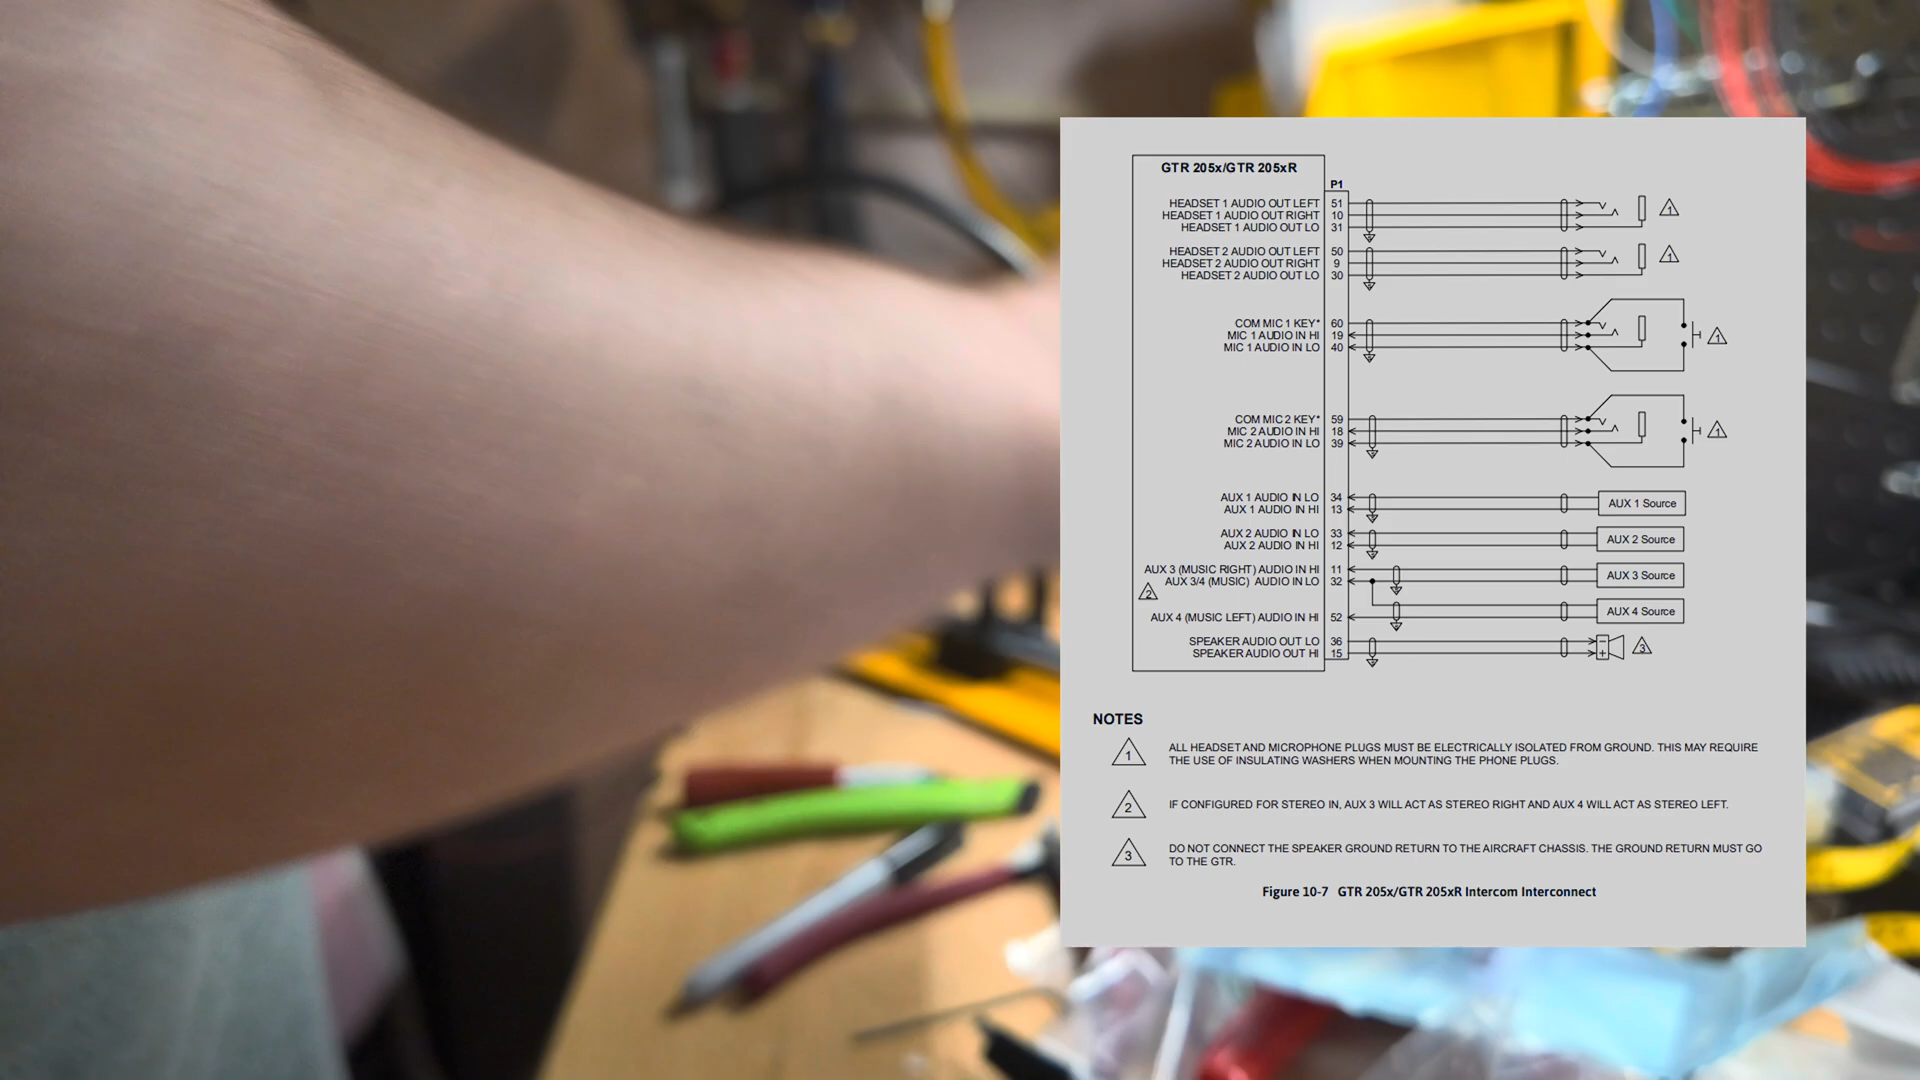 GTR 205x/GTR 205xR
P1
HEADSET 1 AUDIO OUT LEFT 51
HEADSET 1 AUDIO OUT RIGHT 10
HEADSET 1 AUDIO OUT LO 31
1
HEADSET 2 AUDIO OUT LEFT 50
HEADSET 2 AUDIO OUT RIGHT 9
HEADSET 2 AUDIO OUT LO 30
1
COM MIC 1 KEY* 60
MIC 1 AUDIO IN HI 19
MIC 1 AUDIO IN LO 40
1
COM MIC 2 KEY* 59
MIC 2 AUDIO IN HI 18
MIC 2 AUDIO IN LO 39
1
AUX 1 AUDIO IN LO 34
AUX 1 AUDIO IN HI 13
AUX 1 Source
AUX 2 AUDIO IN LO 33
AUX 2 AUDIO IN HI 12
AUX 2 Source
AUX 3 (MUSIC RIGHT) AUDIO IN HI 11
AUX 3/4 (MUSIC) AUDIO IN LO 32
AUX 3 Source
2
AUX 4 (MUSIC LEFT) AUDIO IN HI 52
AUX 4 Source
SPEAKER AUDIO OUT LO 36
SPEAKER AUDIO OUT HI 15
- +
3
NOTES
1 ALL HEADSET AND MICROPHONE PLUGS MUST BE ELECTRICALLY ISOLATED FROM GROUND. THIS MAY REQUIRE
THE USE OF INSULATING WASHERS WHEN MOUNTING THE PHONE PLUGS.
2 IF CONFIGURED FOR STEREO IN, AUX 3 WILL ACT AS STEREO RIGHT AND AUX 4 WILL ACT AS STEREO LEFT.
3 DO NOT CONNECT THE SPEAKER GROUND RETURN TO THE AIRCRAFT CHASSIS. THE GROUND RETURN MUST GO
TO THE GTR.
Figure 10-7 GTR 205x/GTR 205xR Intercom Interconnect